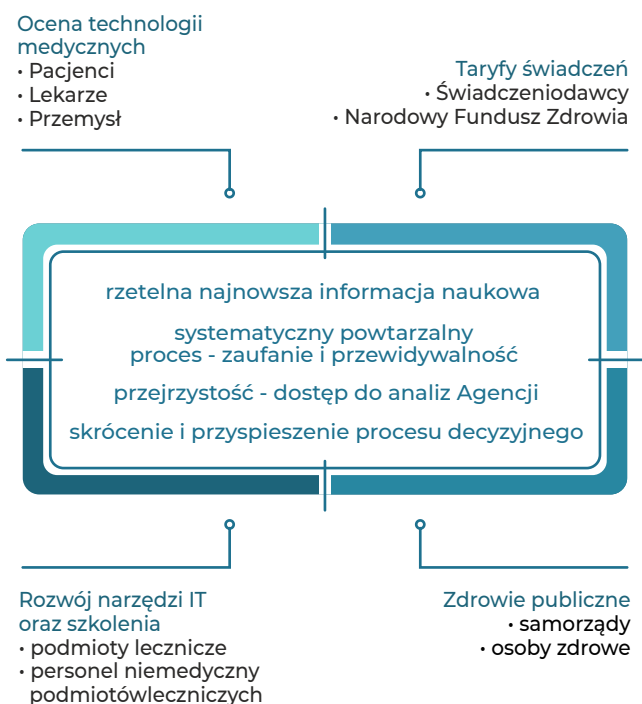 Ocena technologii
medycznych
• Pacjenci
• Lekarze
• Przemysł
Taryfy świadczeń
• Świadczeniodawcy
• Narodowy Fundusz Zdrowia
rzetelna najnowsza informacja naukowa
systematyczny powtarzalny
proces - zaufanie i przewidywalność
przejrzystość - dostęp do analiz Agencji
skrócenie i przyspieszenie procesu decyzyjnego
Rozwój narzędzi IT
oraz szkolenia
• podmioty lecznicze
• personel niemedyczny
podmiotówleczniczych
Zdrowie publiczne
• samorządy
• osoby zdrowe